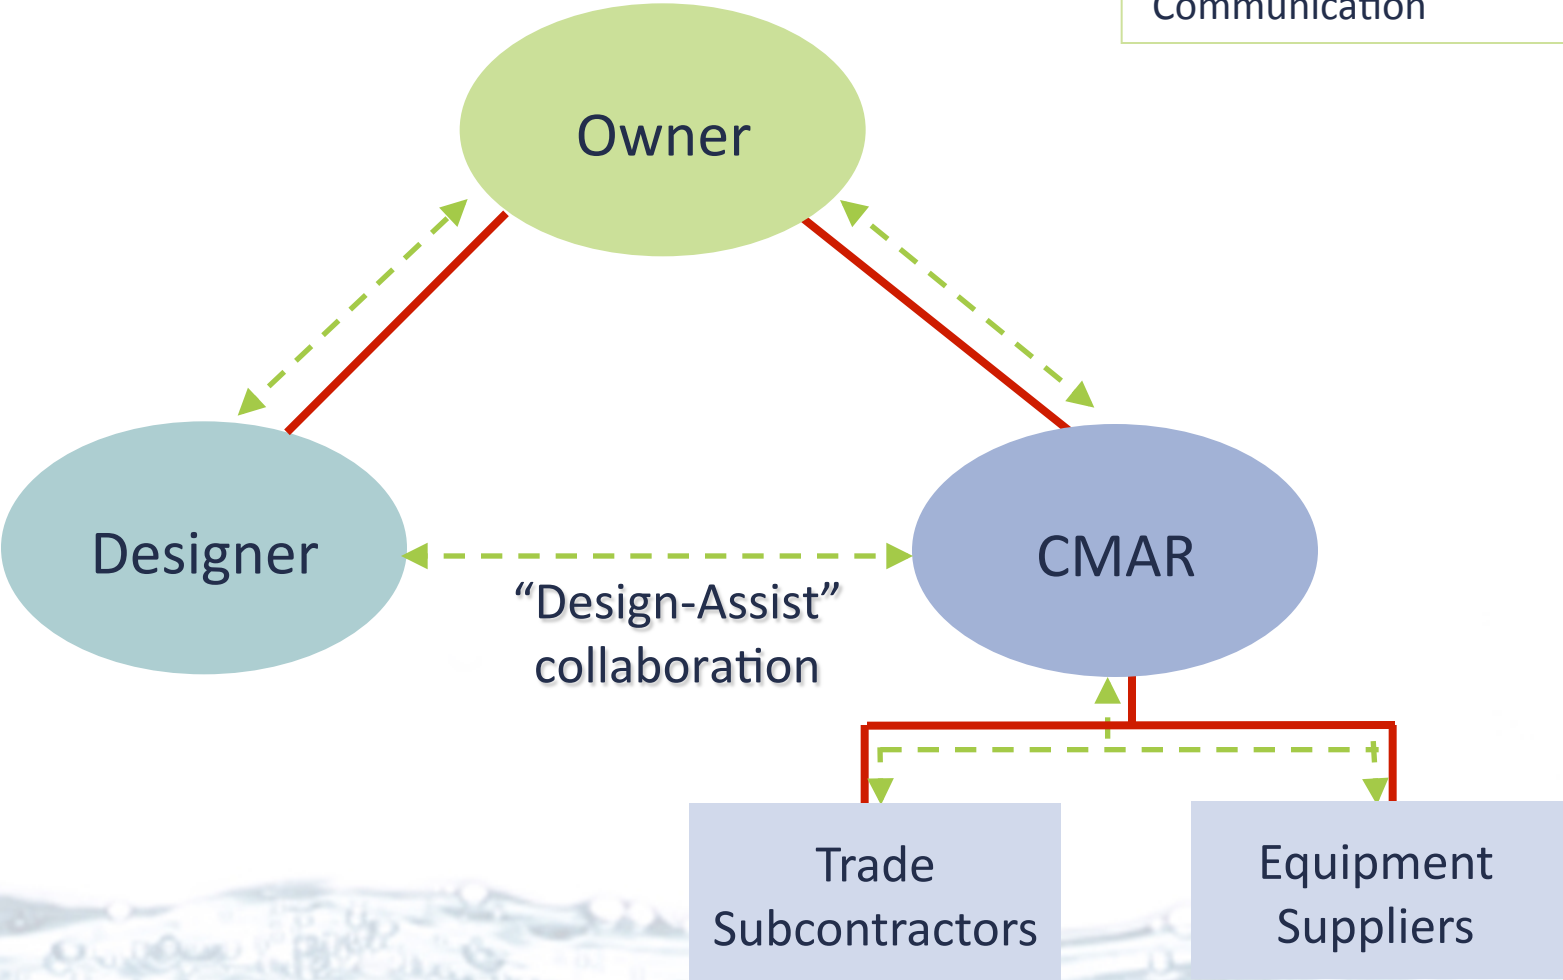 Communication
Owner
Designer
CMAR
“Design-Assist”
collaboration
Trade
Subcontractors
Equipment
Suppliers